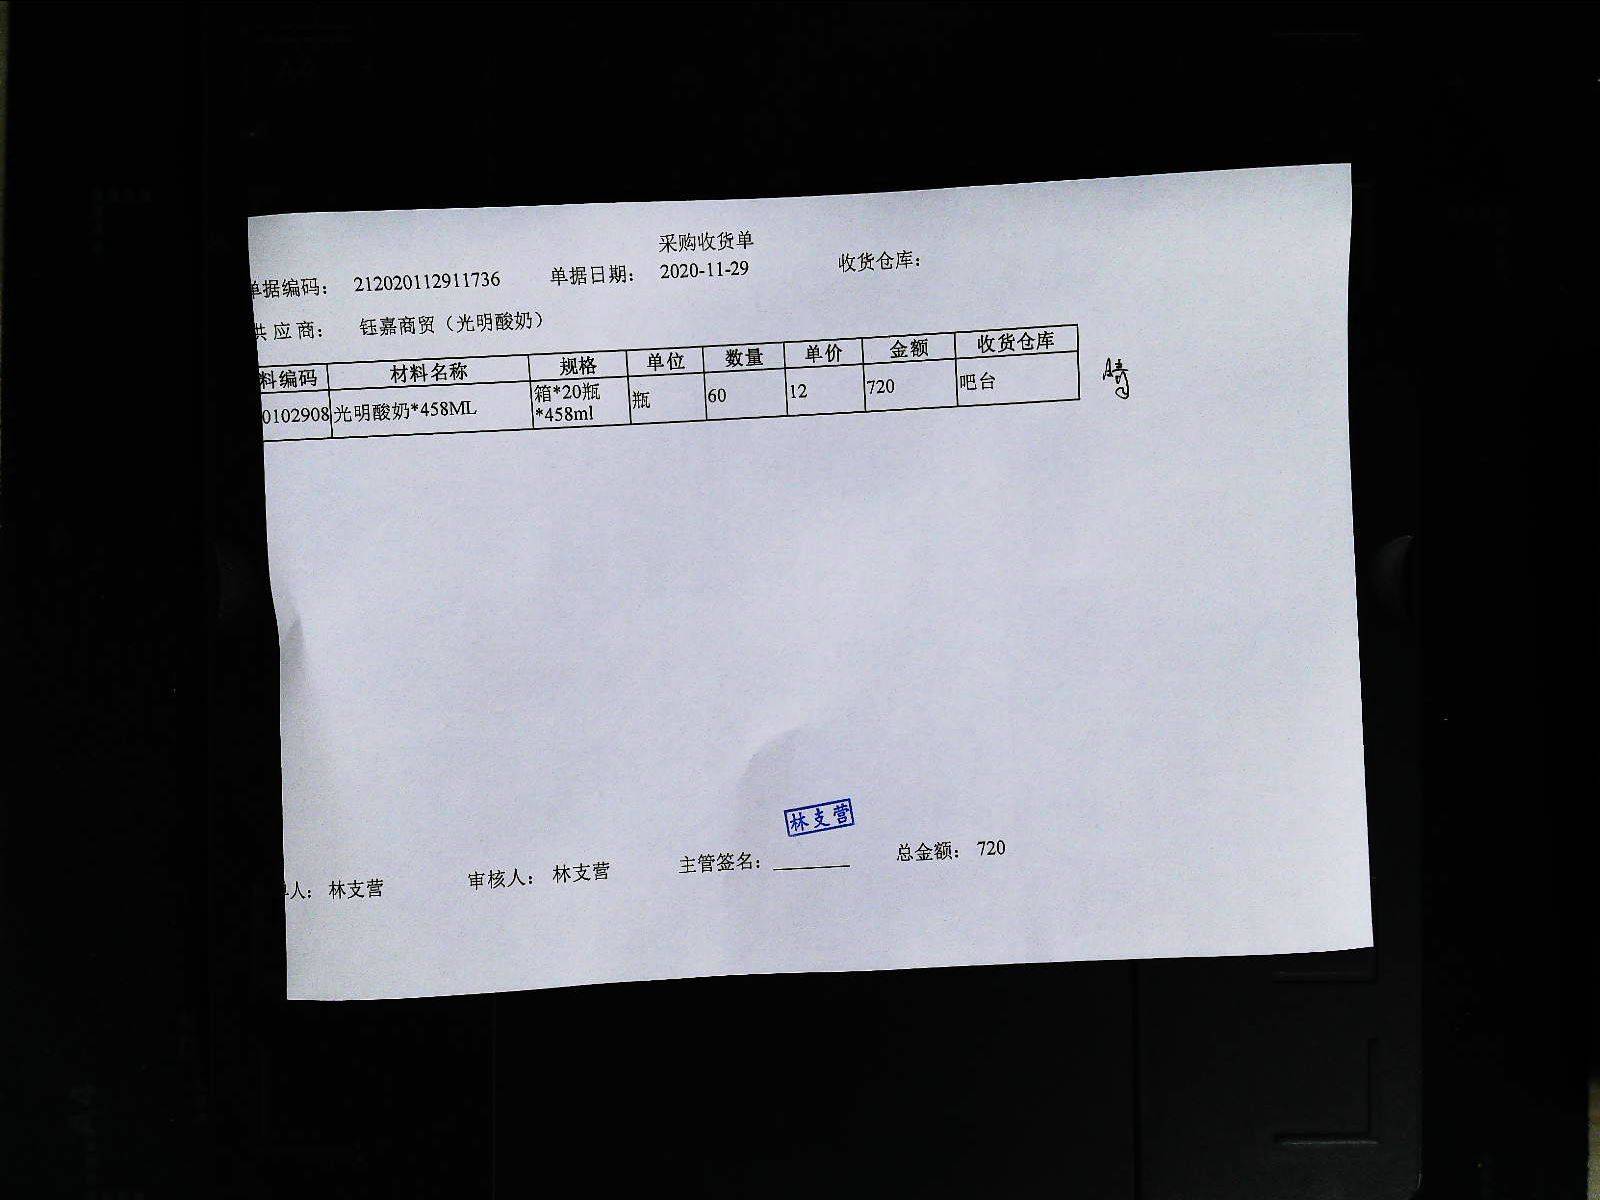 采购收货单
单据编码： 212020112911736 单据日期： 2020-11-29 收货仓库：
供应商： 钰嘉商贸（光明酸奶）
料编码 材料名称 规格 单位 数量 单价 金额 收货仓库
0102908 光明酸奶*458ML 箱*20瓶*458ml 瓶 60 12 720 吧台
林支营
人： 林支营 审核人： 林支营 主管签名： 总金额： 720